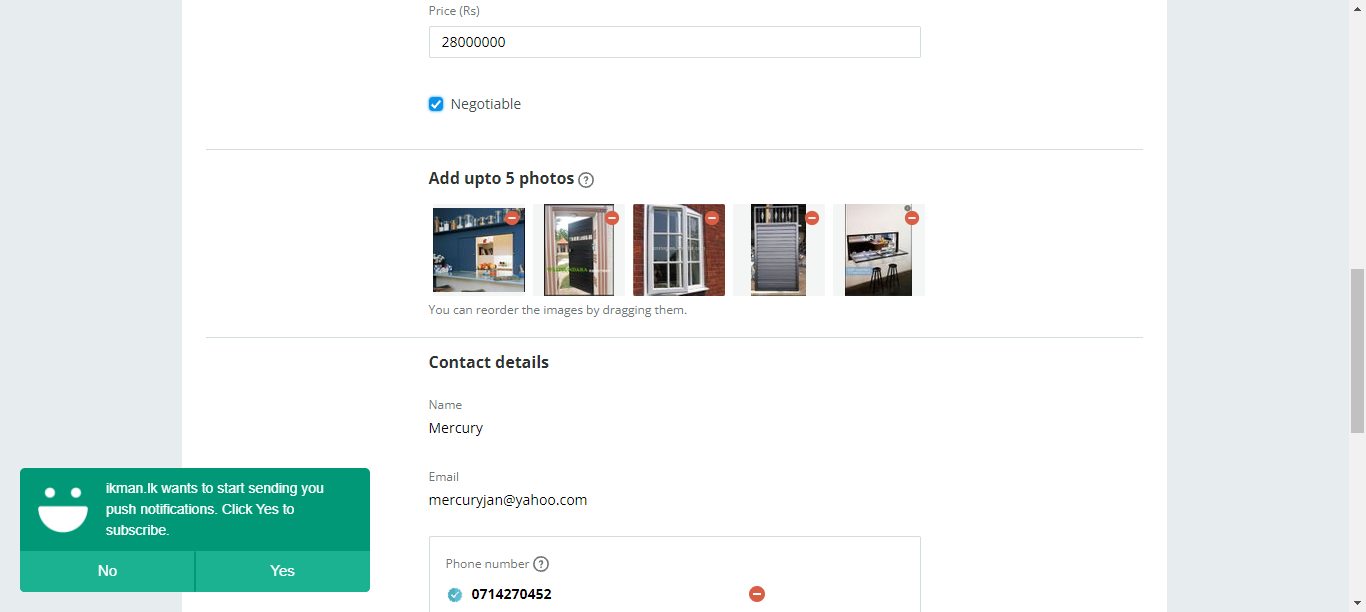 Price (Rs)
28000000
Negotiable
Add upto 5 photos ?
You can reorder the images by dragging them.
Contact details
Name
Mercury
Email
mercuryjan@yahoo.com
Phone number ?
0714270452
ikman.lk wants to start sending you
push notifications. Click Yes to
subscribe.
No
Yes